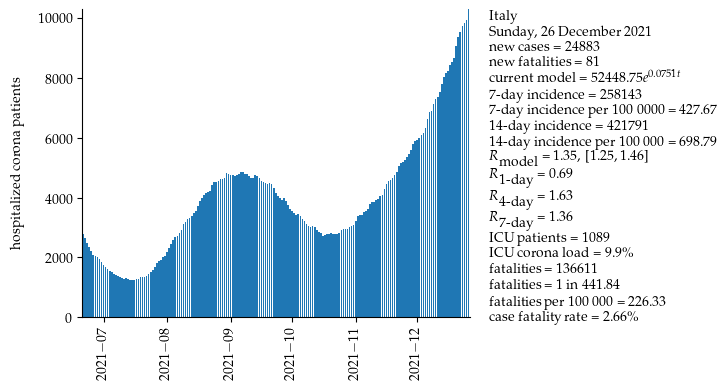 10000
8000
6000
4000
2000
0
hospitalized corona patients
2021−07
2021−08
2021−09
2021−10
2021−11
2021−12
Italy
Sunday, 26 December 2021
new cases = 24883
new fatalities = 81
current model = 52448.75e^0.0751t
7-day incidence = 258143
7-day incidence per 100 0000 = 427.67
14-day incidence = 421791
14-day incidence per 100 000 = 698.79
R_model = 1.35, [1.25, 1.46]
R_1-day = 0.69
R_4-day = 1.63
R_7-day = 1.36
ICU patients = 1089
ICU corona load = 9.9%
fatalities = 136611
fatalities = 1 in 441.84
fatalities per 100 000 = 226.33
case fatality rate = 2.66%